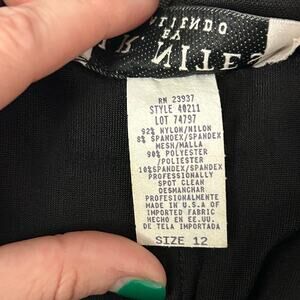 RN 23937
STYLE 40211
LOT 74797
92% NYLON/NILON
8% SPANDEX/SPANDEX
MESH/MALLA
90% POLYESTER
/POLIESTER
10%SPANDEX/SPANDEX
PROFESSIONALLY
SPOT CLEAN
DESMANCHAR
PROFESIONALMENTE
MADE IN U.S.A OF
IMPORTED FABRIC
HECHO EN EE.UU.
DE TELA IMPORTADA
SIZE 12
BY